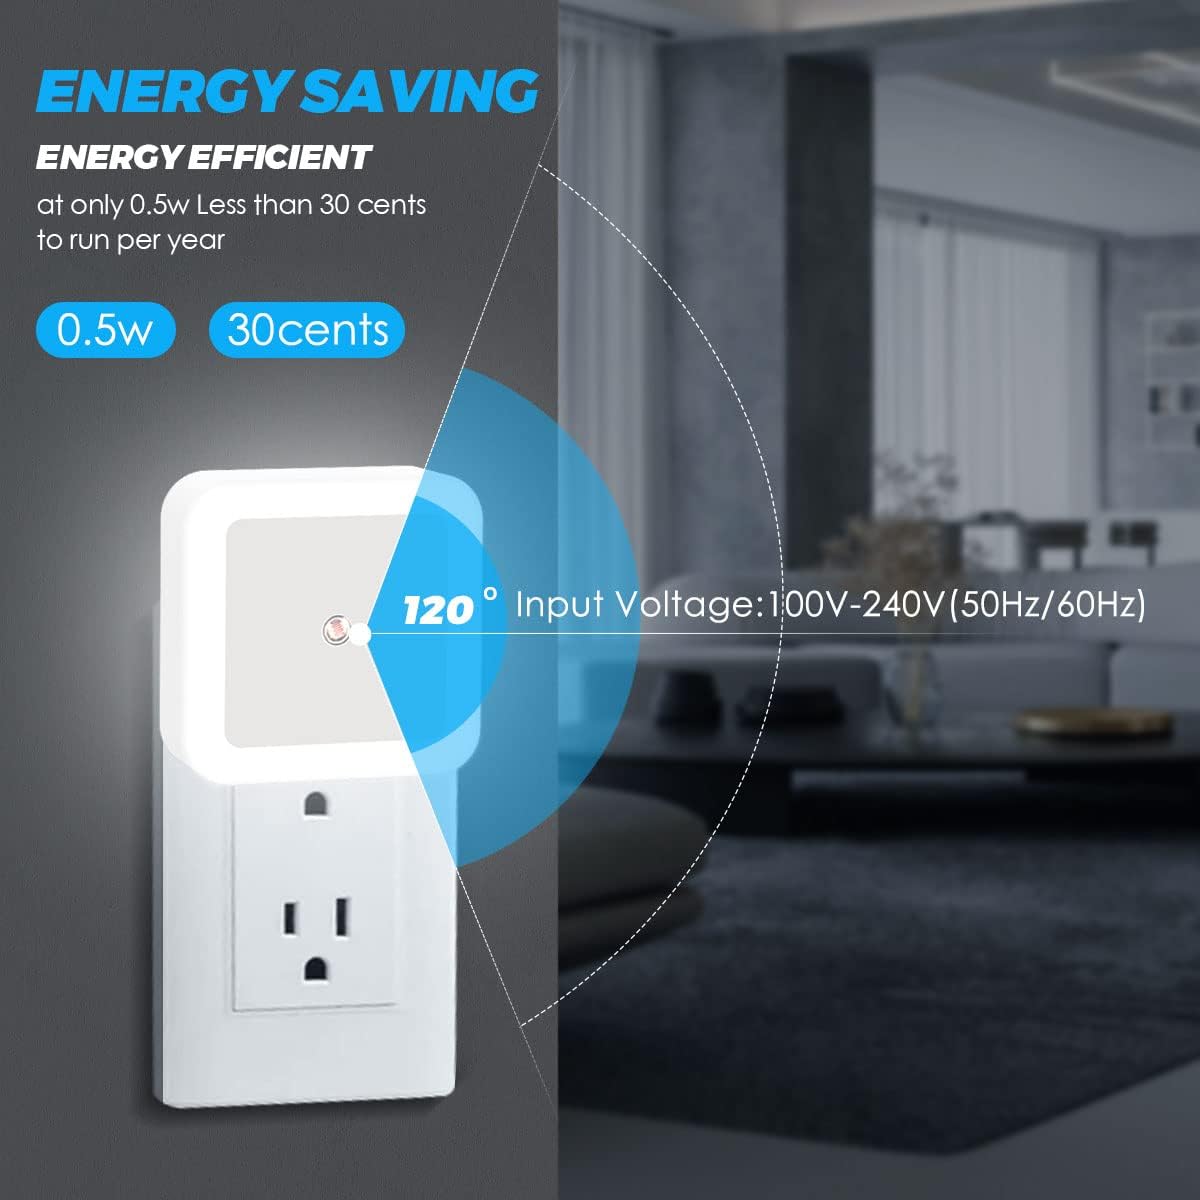 ENERGY SAVING
ENERGY EFFICIENT
at only 0.5w Less than 30 cents
to run per year
0.5w 30cents
120° Input Voltage:100V-240V(50Hz/60Hz)